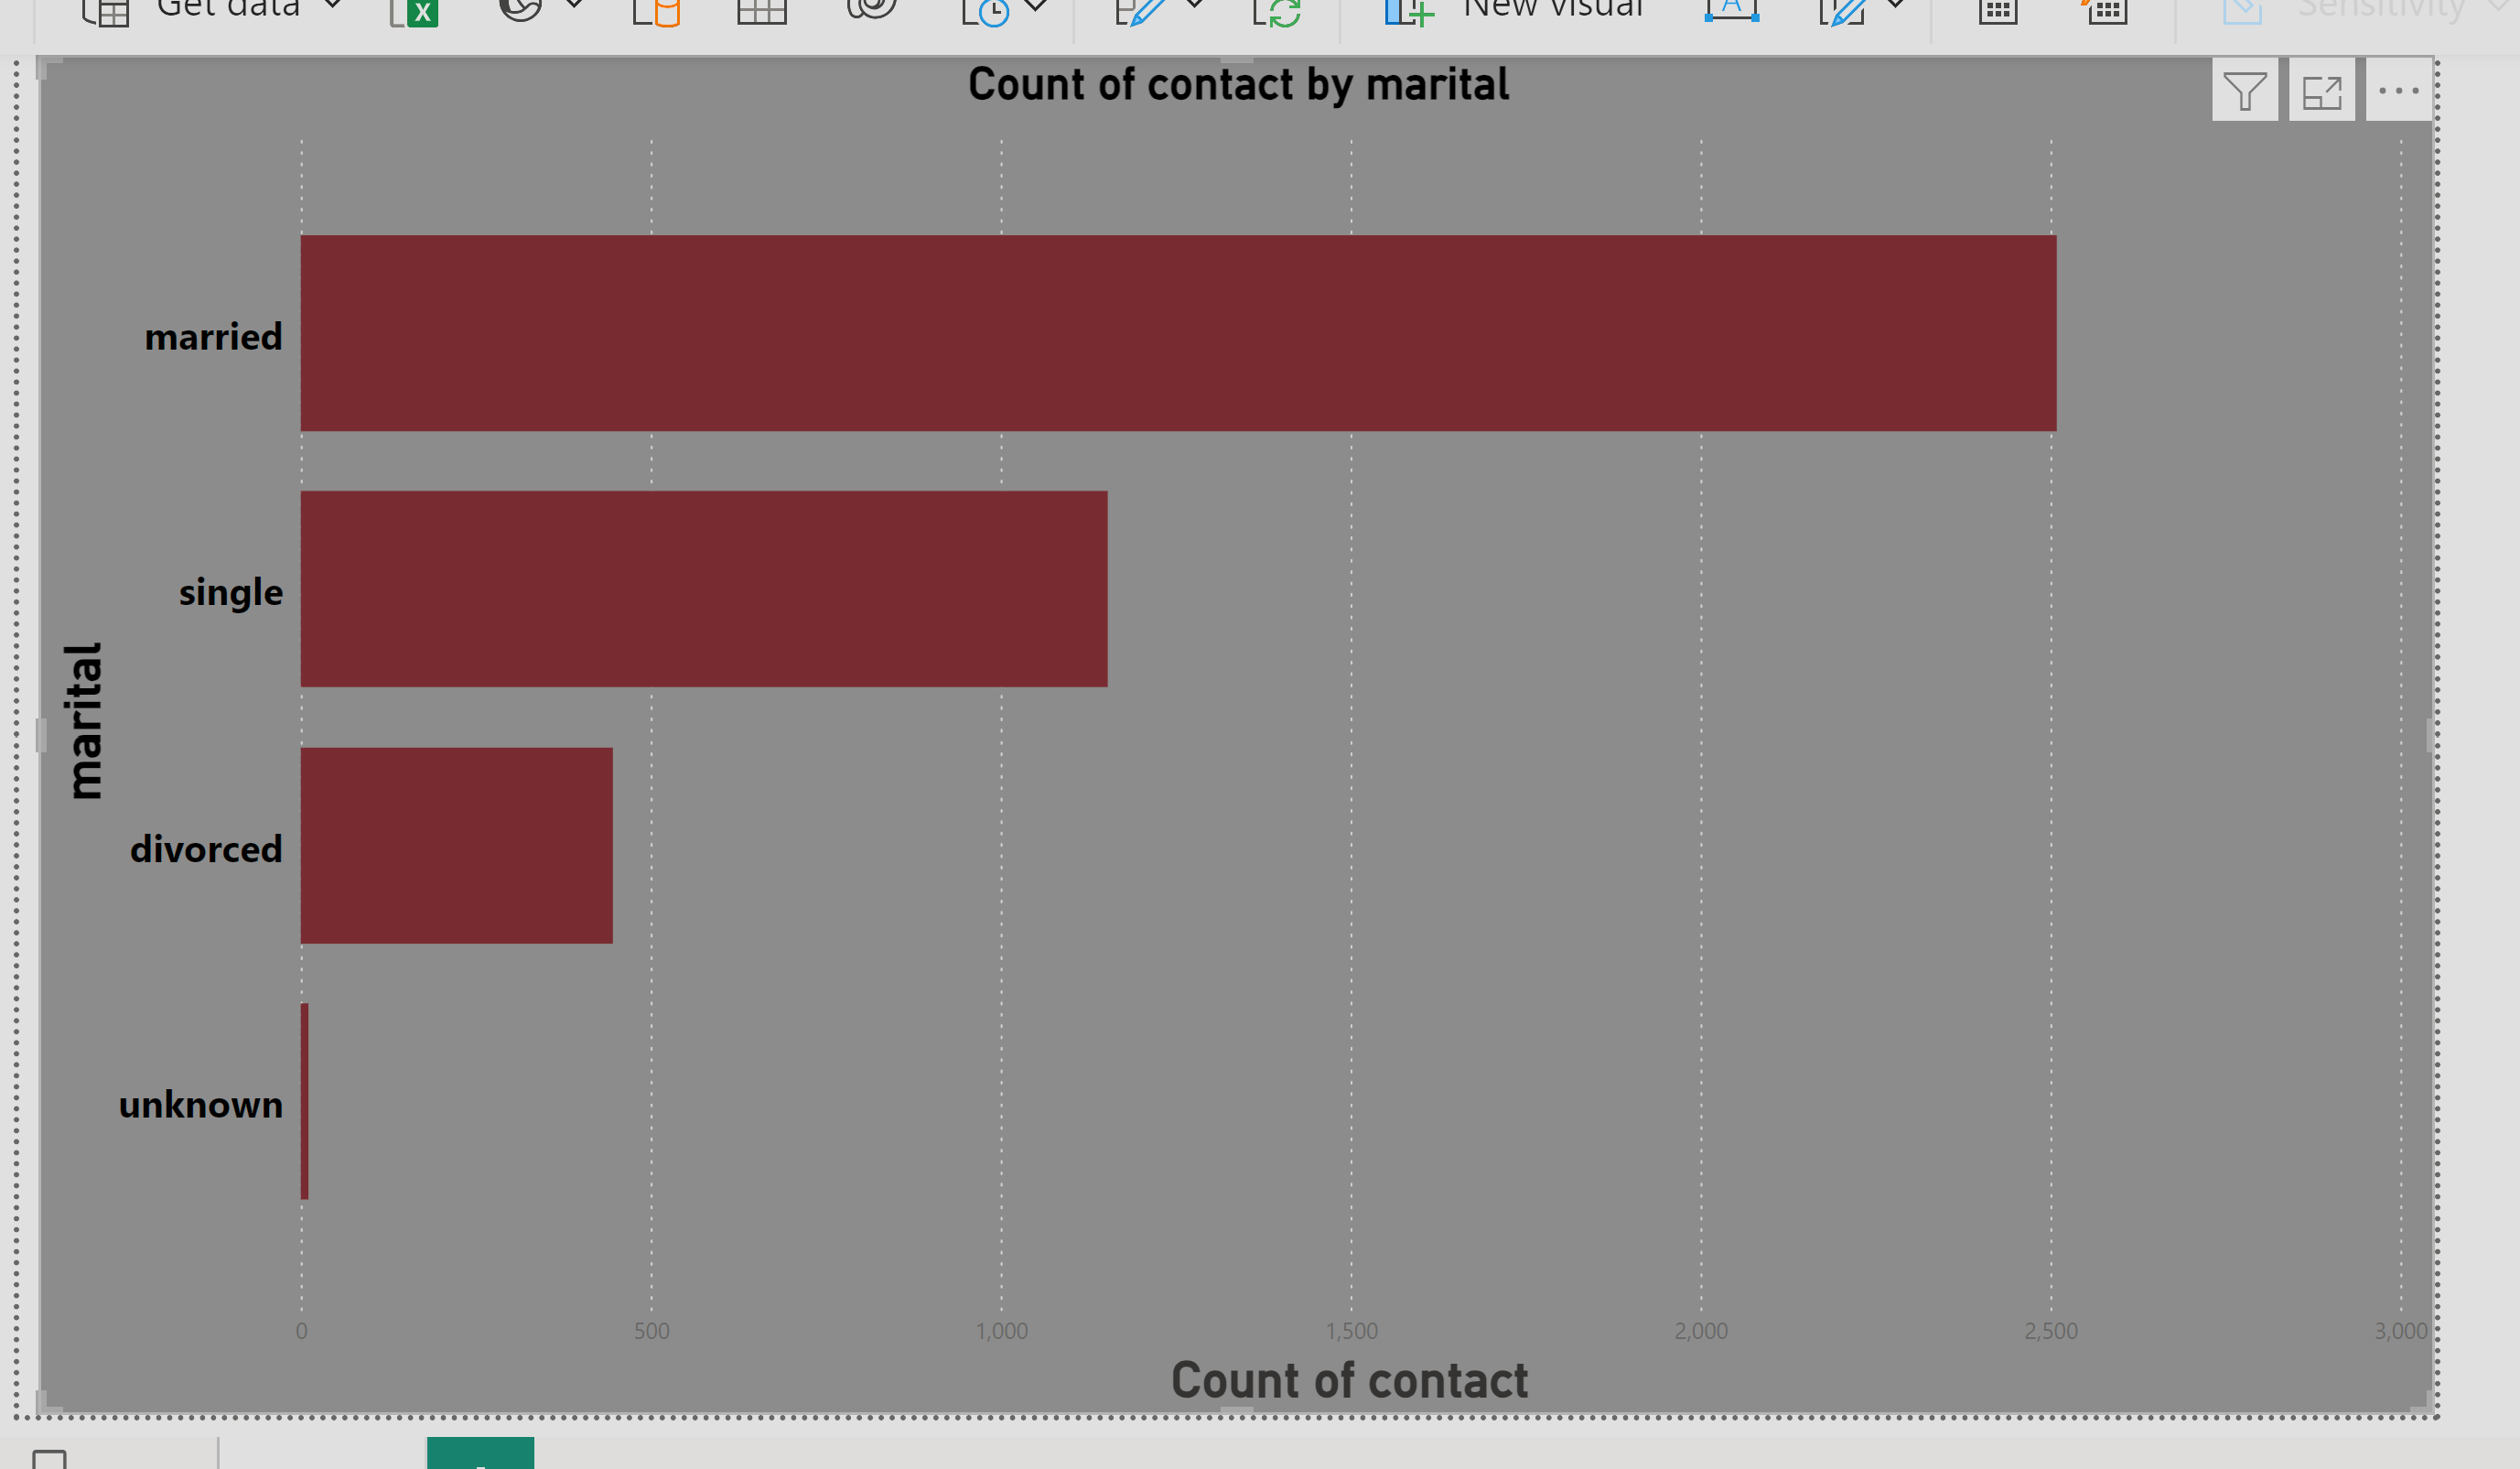 Get data
New visual
Sensitivity
Count of contact by marital
married
single
divorced
unknown
marital
0 500 1,000 1,500 2,000 2,500 3,000
Count of contact